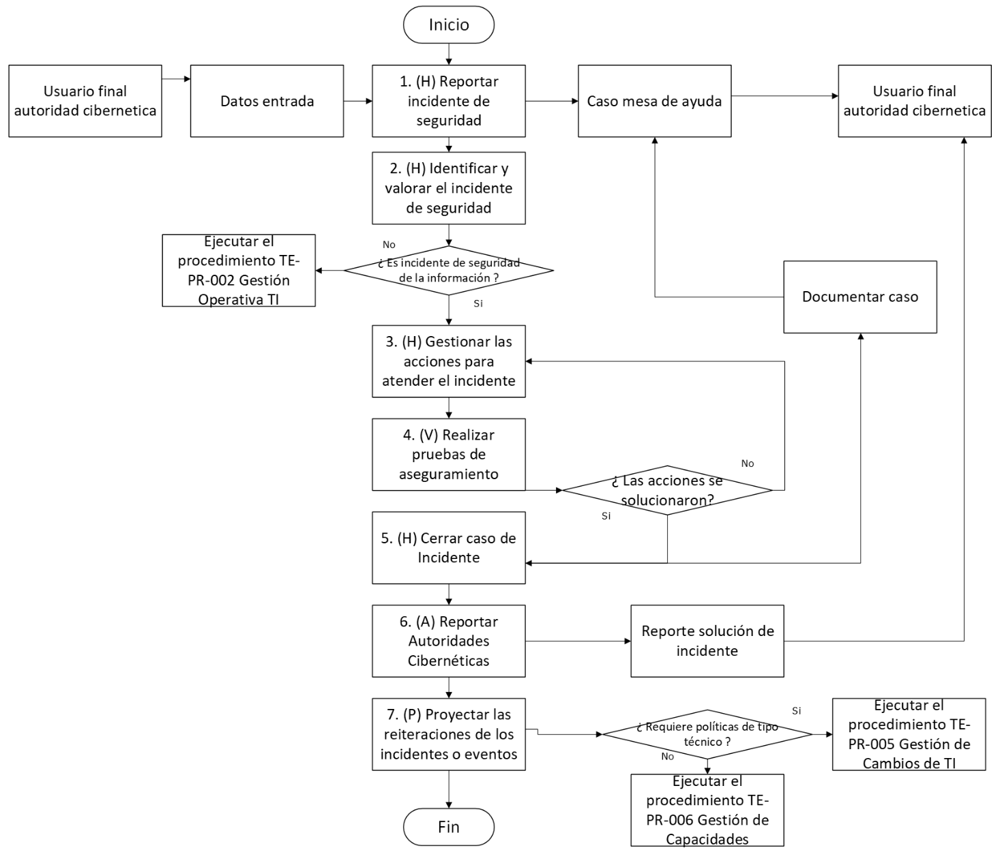 Inicio
Usuario final
autoridad cibernetica
Datos entrada
1. (H) Reportar
incidente de
seguridad
Caso mesa de ayuda
Usuario final
autoridad cibernetica
2. (H) Identificar y
valorar el incidente
de seguridad
Ejecutar el
procedimiento TE-
PR-002 Gestión
Operativa TI
No
¿ Es incidente de seguridad
de la información ?
Si
Documentar caso
3. (H) Gestionar las
acciones para
atender el incidente
4. (V) Realizar
pruebas de
aseguramiento
No
¿ Las acciones se
solucionaron?
Si
5. (H) Cerrar caso de
Incidente
6. (A) Reportar
Autoridades
Cibernéticas
Reporte solución de
incidente
7. (P) Proyectar las
reiteraciones de los
incidentes o eventos
¿ Requiere políticas de tipo
técnico ?
Si
No
Ejecutar el
procedimiento TE-
PR-005 Gestión de
Cambios de TI
Ejecutar el
procedimiento TE-
PR-006 Gestión de
Capacidades
Fin